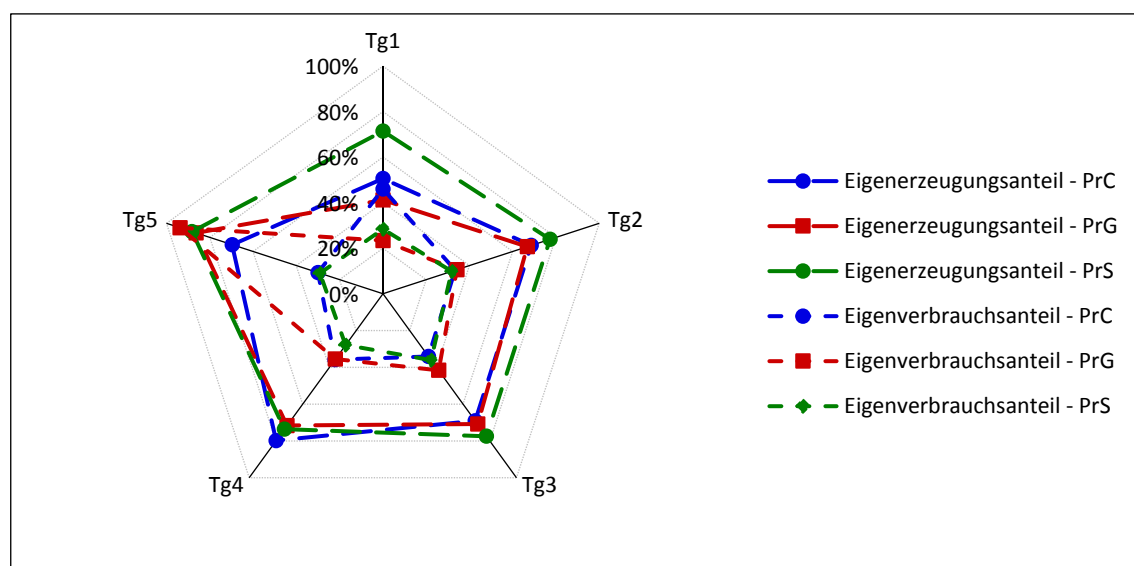 Tg1
100%
80%
60%
40%
20%
0%
Tg2
Tg3
Tg4
Tg5
Eigenerzeugungsanteil - PrC
Eigenerzeugungsanteil - PrG
Eigenerzeugungsanteil - PrS
Eigenverbrauchsanteil - PrC
Eigenverbrauchsanteil - PrG
Eigenverbrauchsanteil - PrS